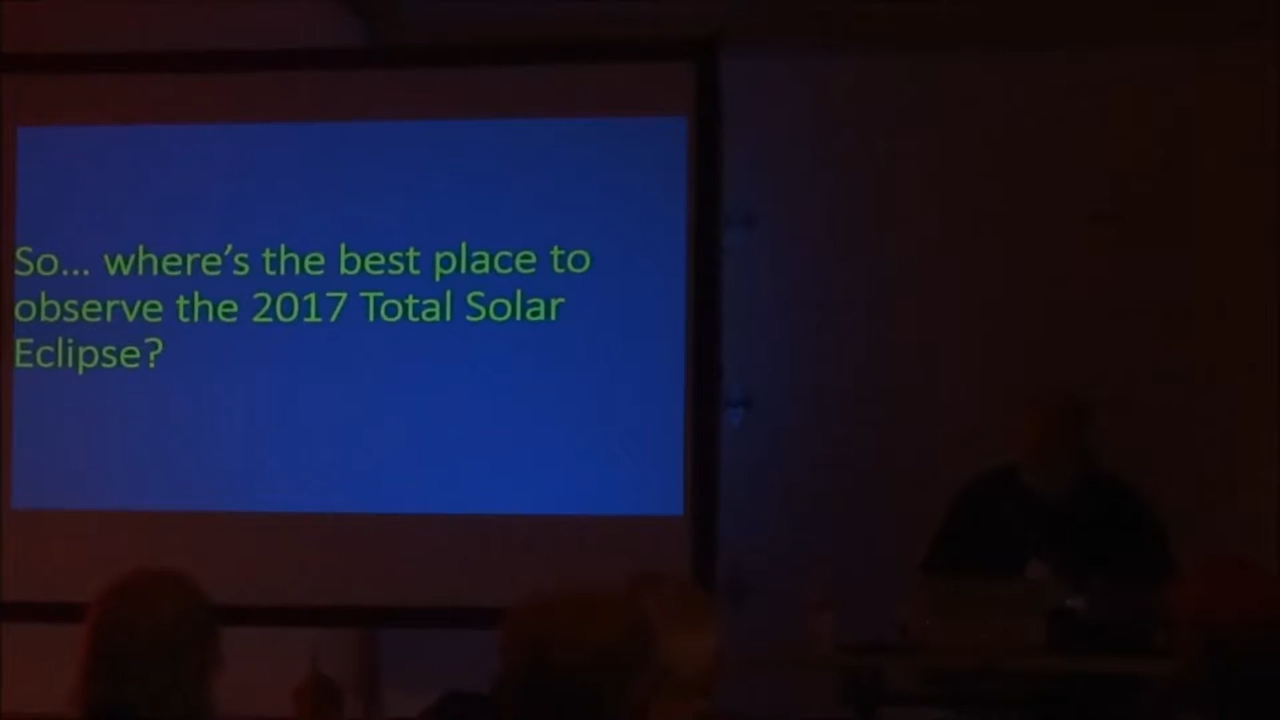 So... where's the best place to
observe the 2017 Total Solar
Eclipse?